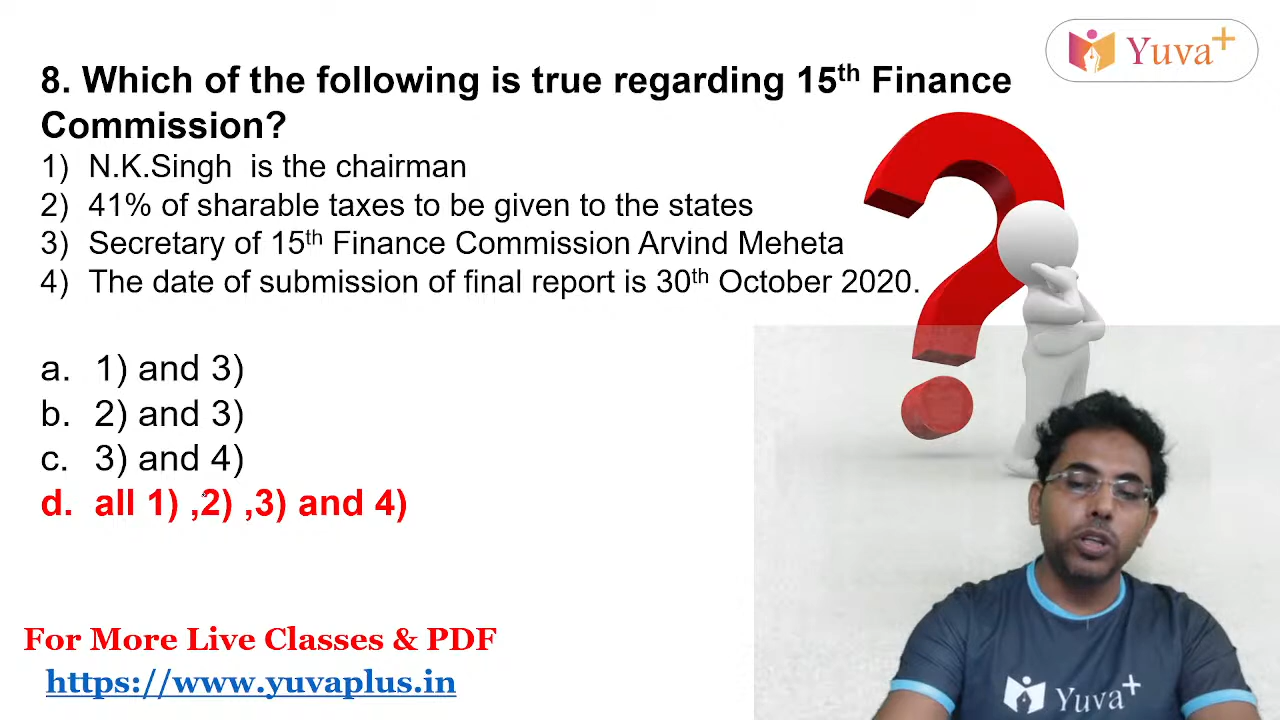 Yuva+
8. Which of the following is true regarding 15th Finance
Commission?
1) N.K.Singh is the chairman
2) 41% of sharable taxes to be given to the states
3) Secretary of 15th Finance Commission Arvind Meheta
4) The date of submission of final report is 30th October 2020.
a. 1) and 3)
b. 2) and 3)
c. 3) and 4)
d. all 1) ,2) ,3) and 4)
For More Live Classes & PDF
https://www.yuvaplus.in
Yuva+